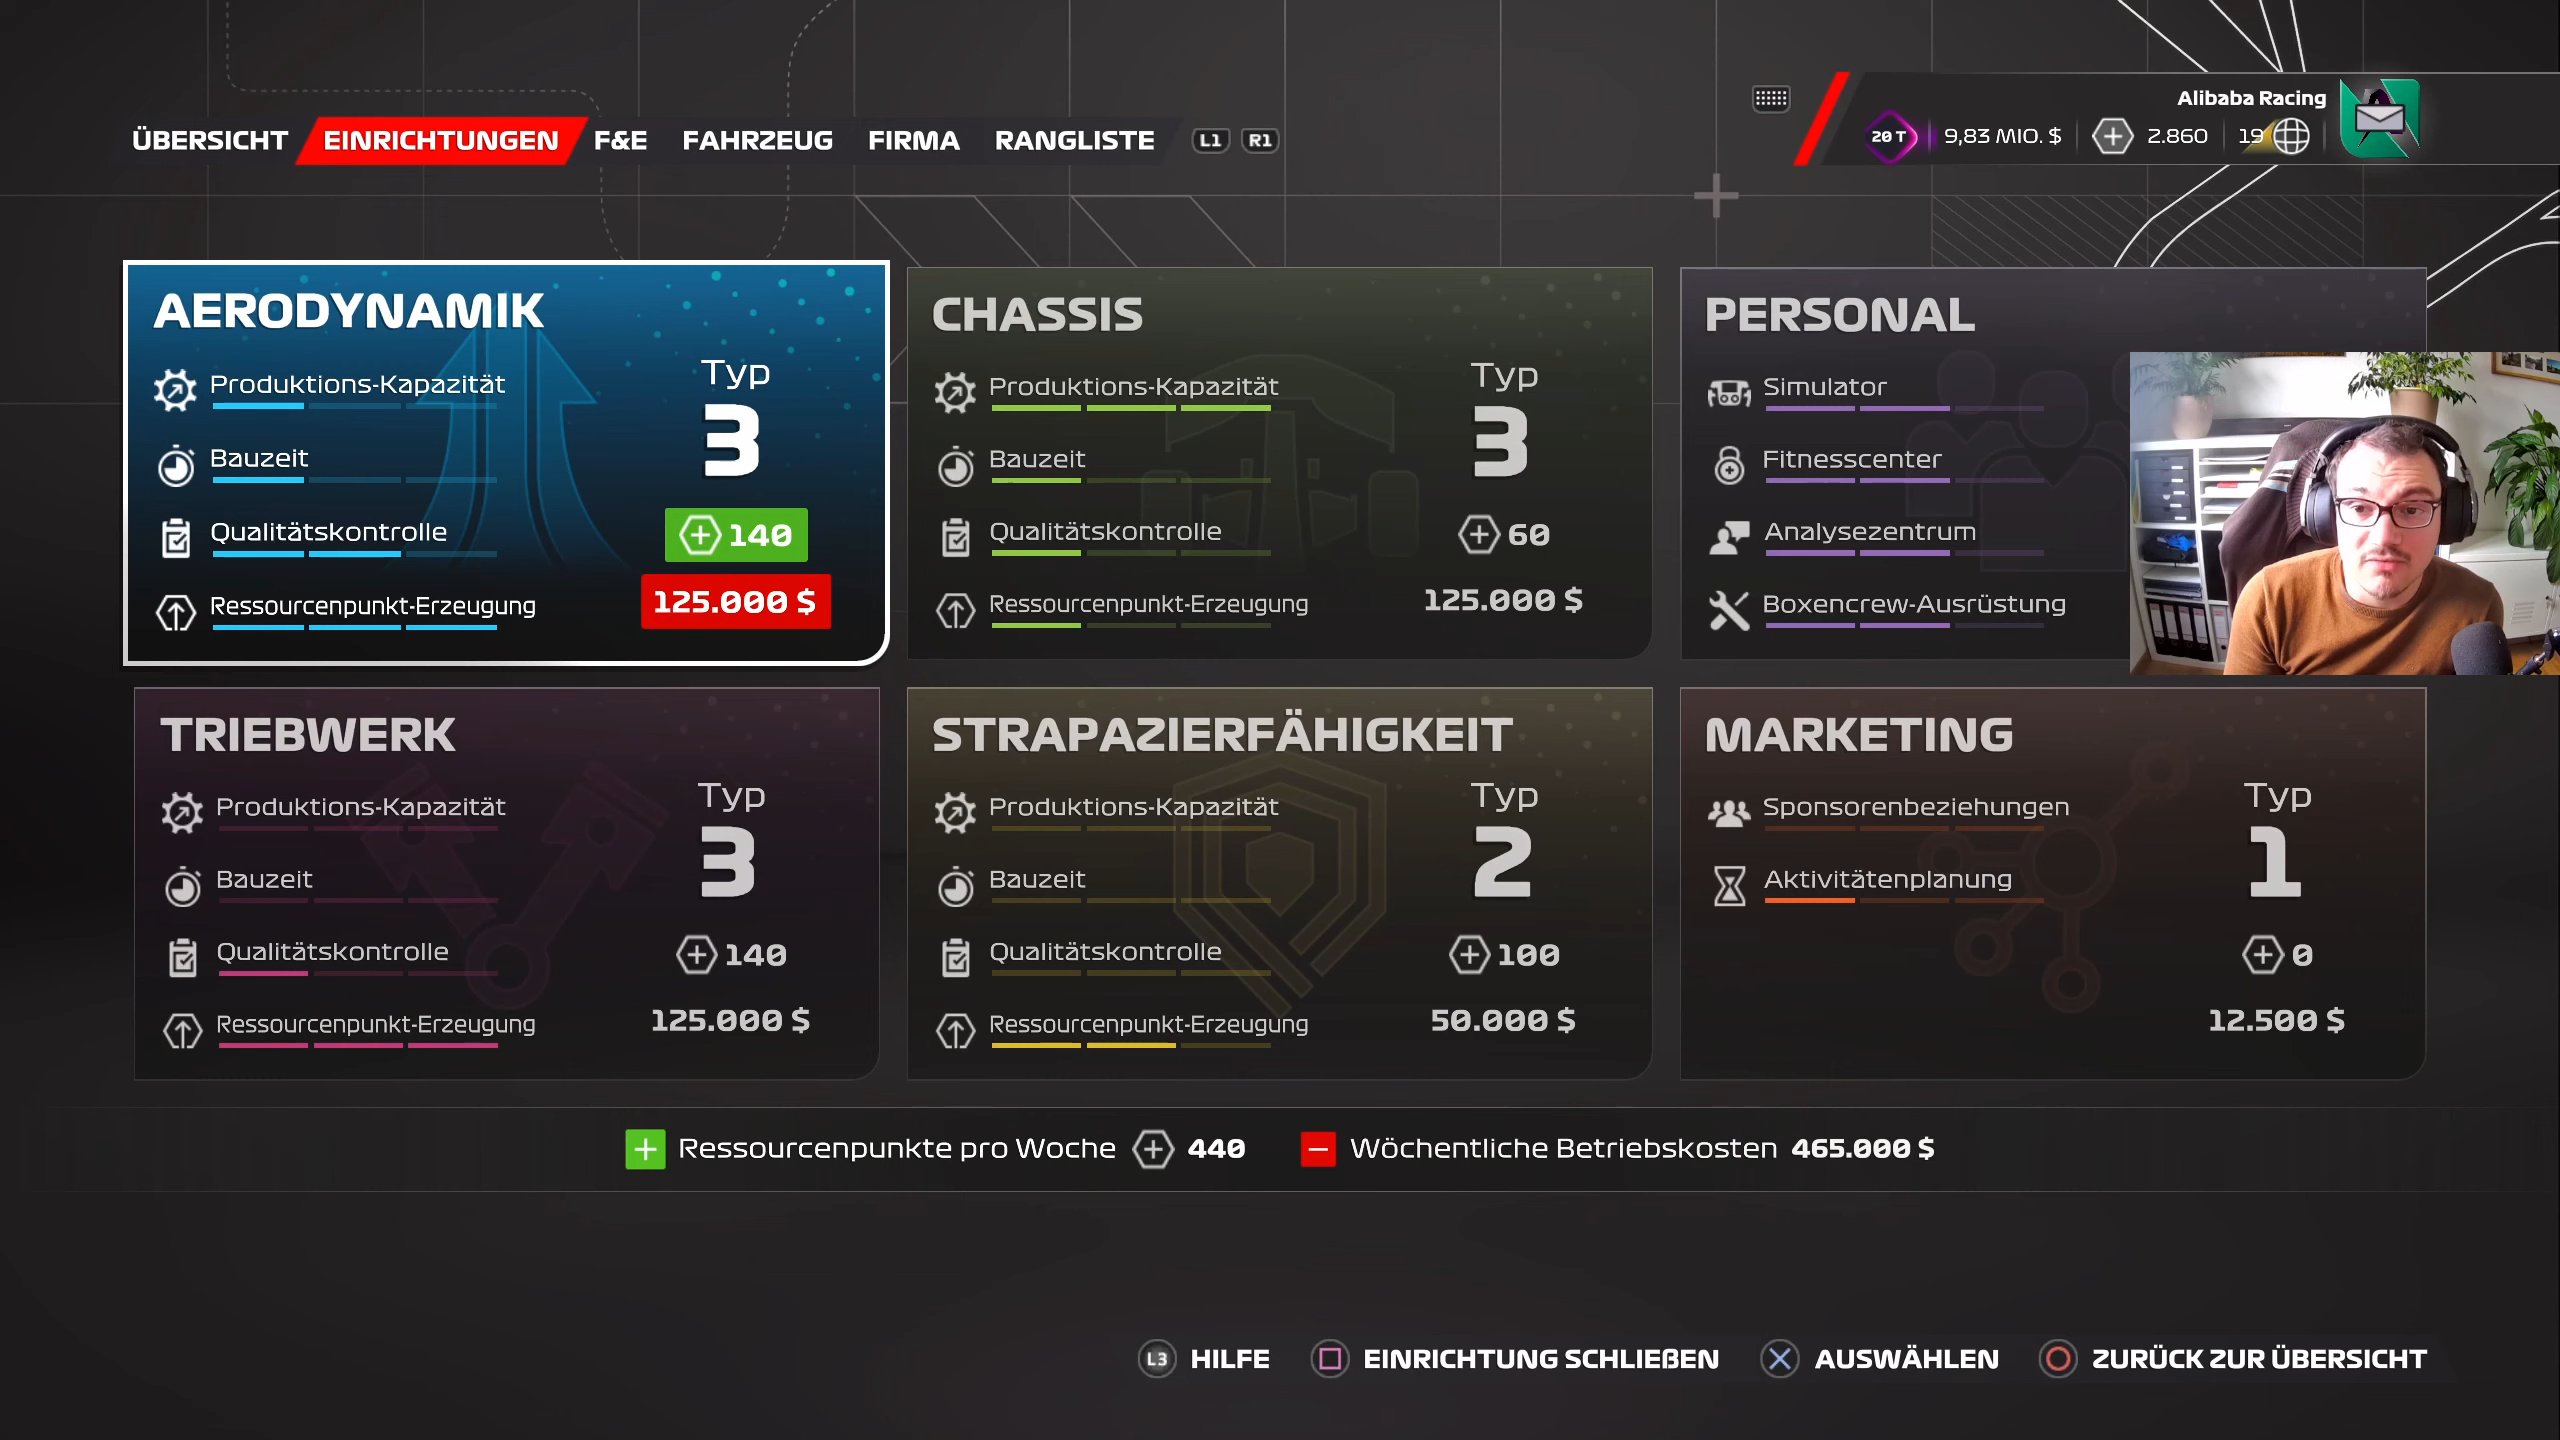 Alibaba Racing
ÜBERSICHT EINRICHTUNGEN F&E FAHRZEUG FIRMA RANGLISTE L1 R1
20 T 9,83 MIO. $ 2.860 19
AERODYNAMIK
Produktions-Kapazität
Bauzeit
Qualitätskontrolle
Ressourcenpunkt-Erzeugung
Typ
3
140
125.000 $
CHASSIS
Produktions-Kapazität
Bauzeit
Qualitätskontrolle
Ressourcenpunkt-Erzeugung
Typ
3
60
125.000 $
PERSONAL
Simulator
Fitnesscenter
Analysezentrum
Boxencrew-Ausrüstung
TRIEBWERK
Produktions-Kapazität
Bauzeit
Qualitätskontrolle
Ressourcenpunkt-Erzeugung
Typ
3
140
125.000 $
STRAPAZIERFÄHIGKEIT
Produktions-Kapazität
Bauzeit
Qualitätskontrolle
Ressourcenpunkt-Erzeugung
Typ
2
100
50.000 $
MARKETING
Sponsorenbeziehungen
Aktivitätenplanung
Typ
1
0
12.500 $
Ressourcenpunkte pro Woche 440 Wöchentliche Betriebskosten 465.000 $
L3 HILFE EINRICHTUNG SCHLIEẞEN AUSWÄHLEN ZURÜCK ZUR ÜBERSICHT